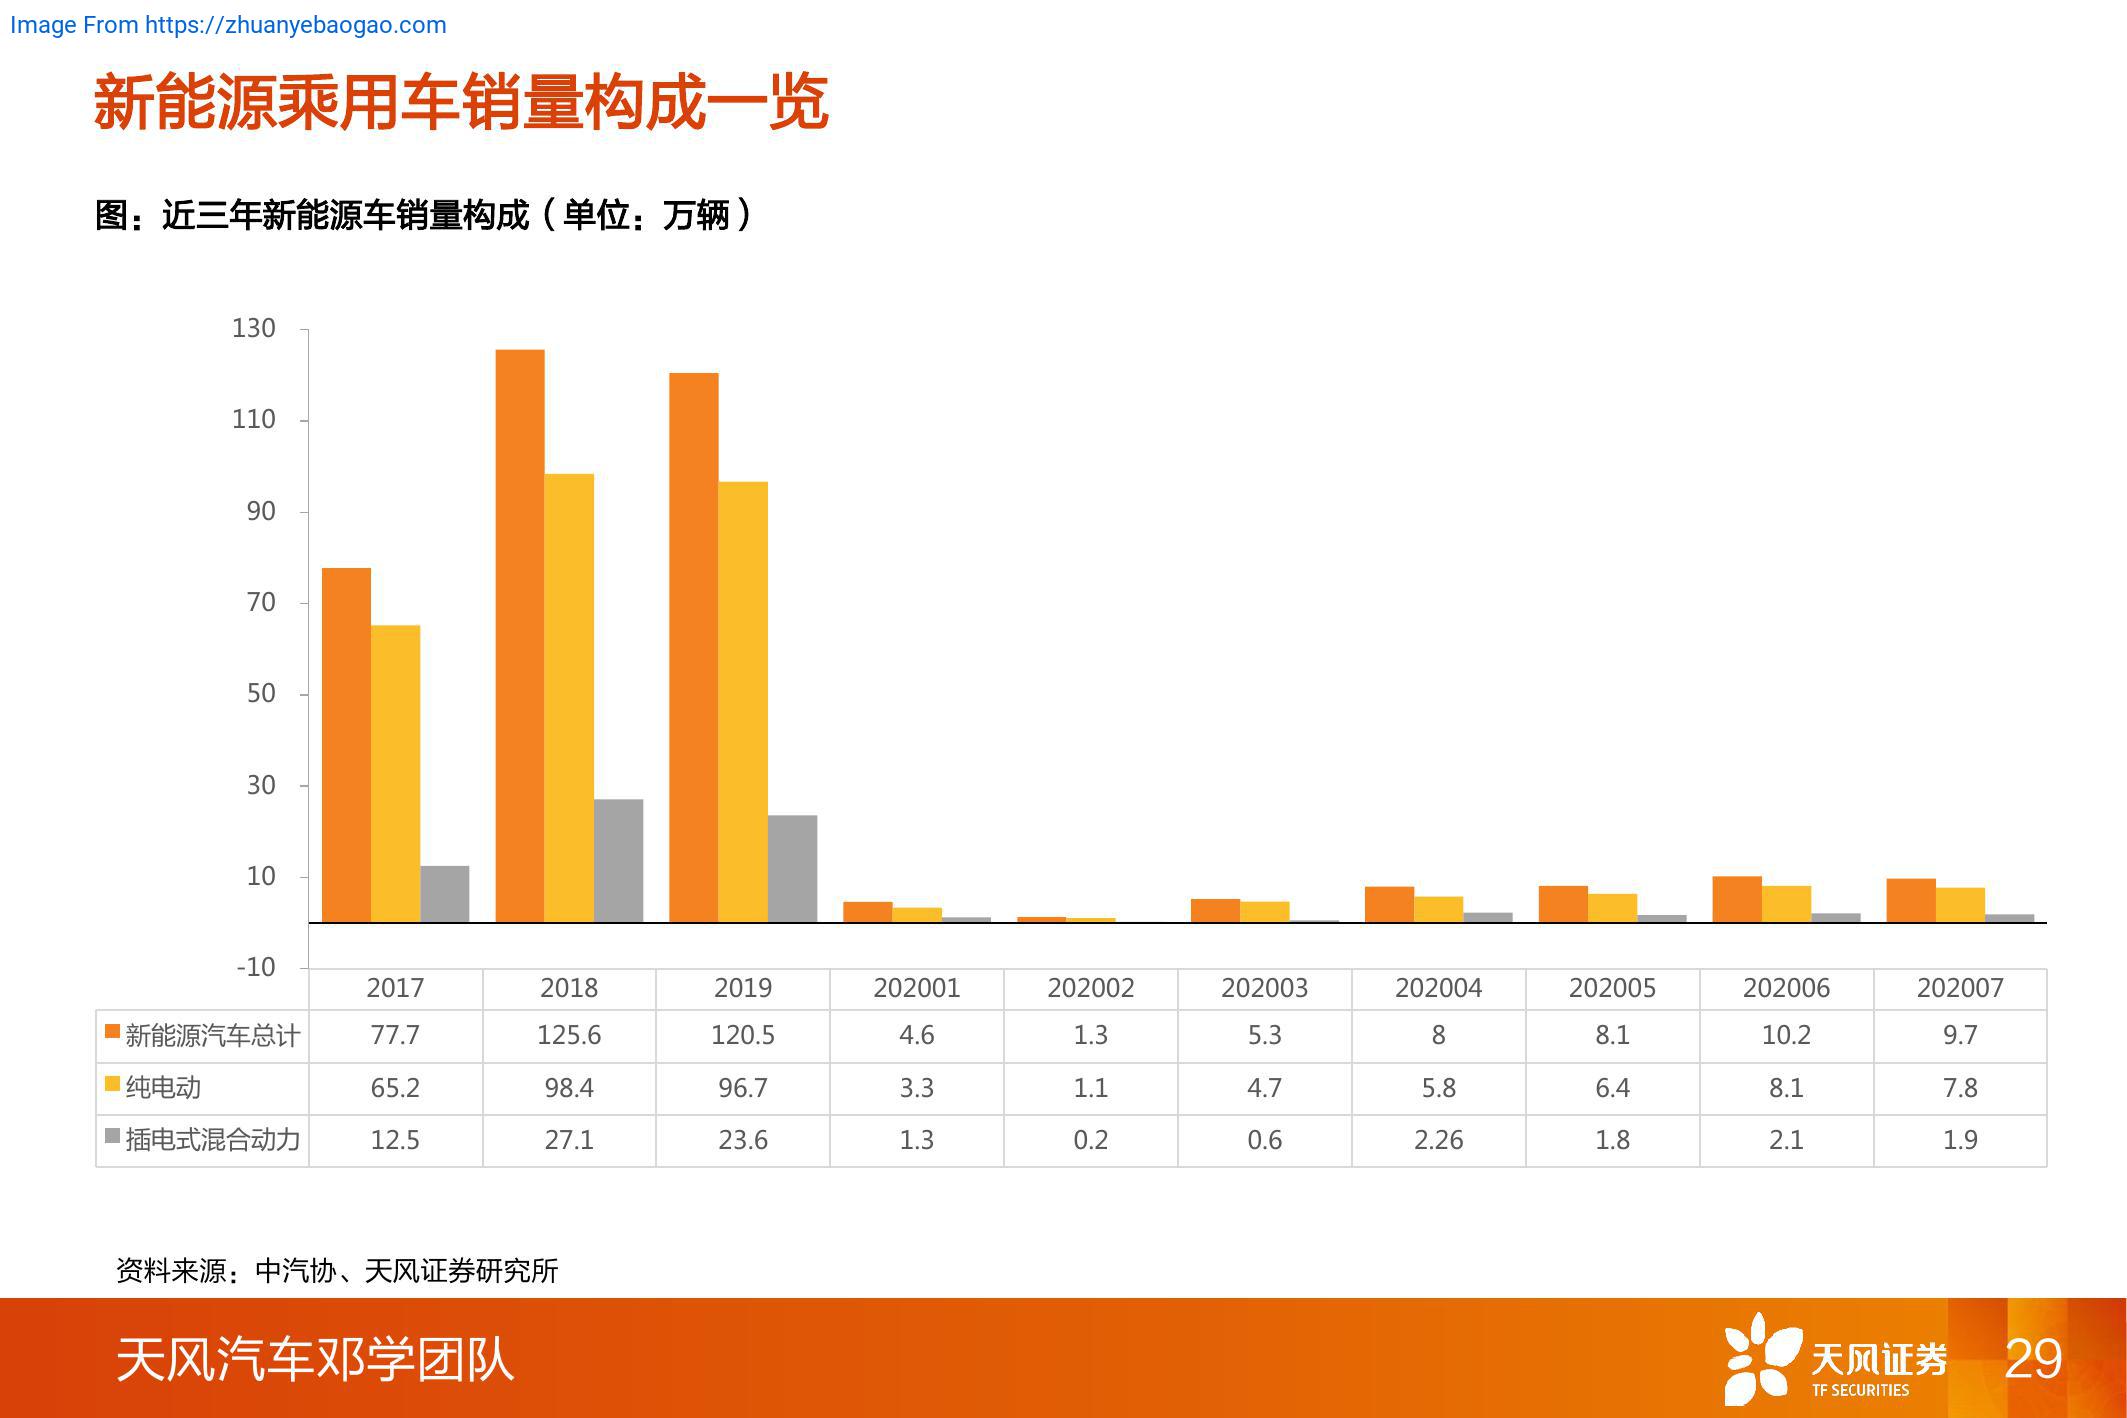 Image From https://zhuanyebaogao.com
新能源乘用车销量构成一览
图：近三年新能源车销量构成（单位：万辆）
130
110
90
70
50
30
10
-10
2017 2018 2019 202001 202002 202003 202004 202005 202006 202007
新能源汽车总计 77.7 125.6 120.5 4.6 1.3 5.3 8 8.1 10.2 9.7
纯电动 65.2 98.4 96.7 3.3 1.1 4.7 5.8 6.4 8.1 7.8
插电式混合动力 12.5 27.1 23.6 1.3 0.2 0.6 2.26 1.8 2.1 1.9
资料来源：中汽协、天风证券研究所
天风汽车邓学团队
天风证券
TF SECURITIES
29